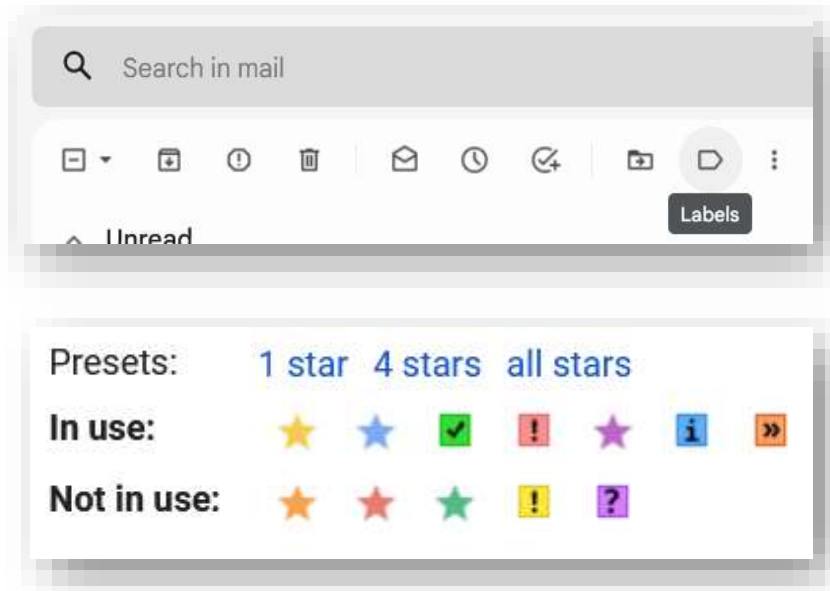 Search in mail
Labels
Unread
Presets: 1 star 4 stars all stars
In use: ! i »
Not in use: ! ?